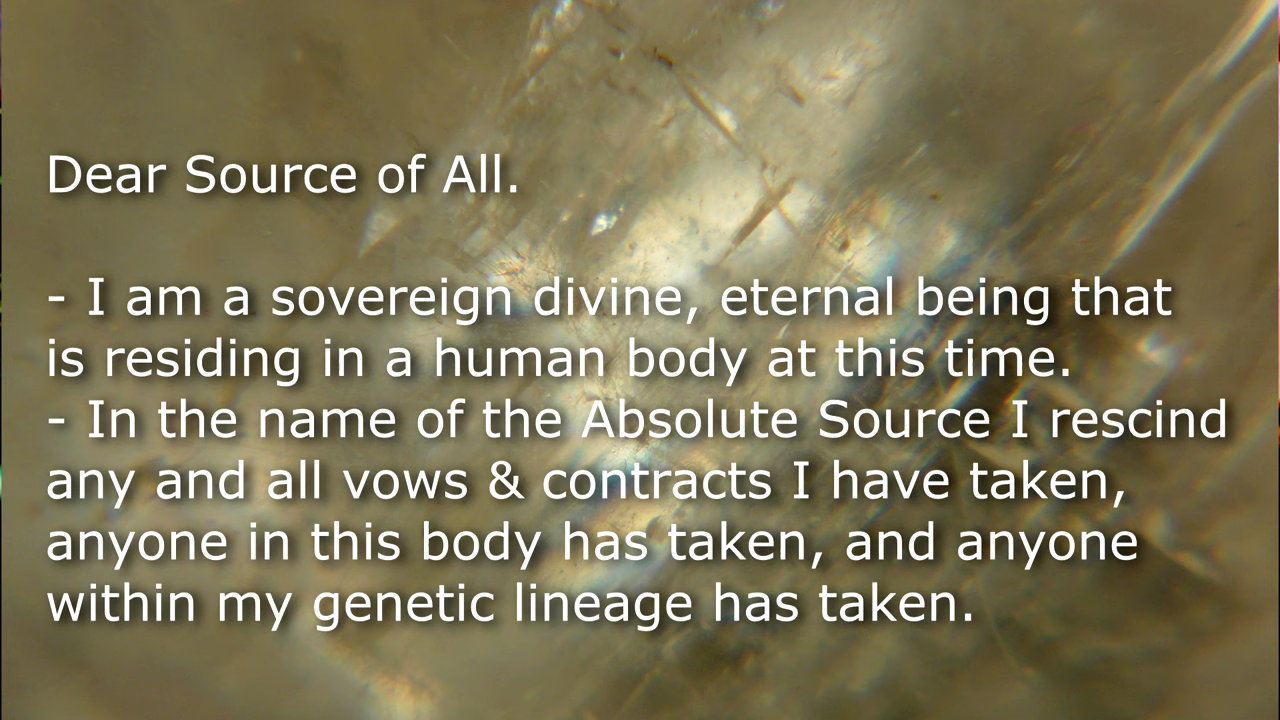 Dear Source of All.
- I am a sovereign divine, eternal being that
is residing in a human body at this time.
- In the name of the Absolute Source I rescind
any and all vows & contracts I have taken,
anyone in this body has taken, and anyone
within my genetic lineage has taken.